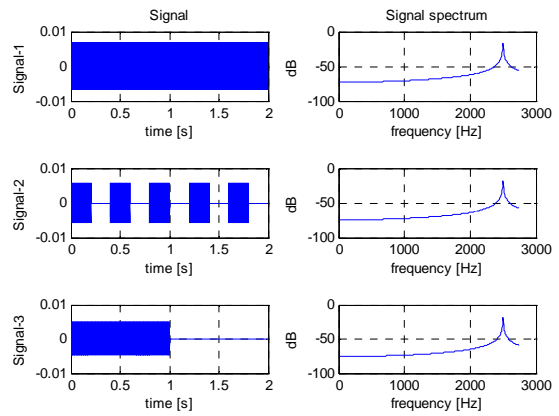 Signal
Signal spectrum
Signal-1
0.01
0
-0.01
0 0.5 1 1.5 2
time [s]
dB
0
-50
-100
0 1000 2000 3000
frequency [Hz]
Signal-2
0.01
0
-0.01
0 0.5 1 1.5 2
time [s]
dB
0
-50
-100
0 1000 2000 3000
frequency [Hz]
Signal-3
0.01
0
-0.01
0 0.5 1 1.5 2
time [s]
dB
0
-50
-100
0 1000 2000 3000
frequency [Hz]